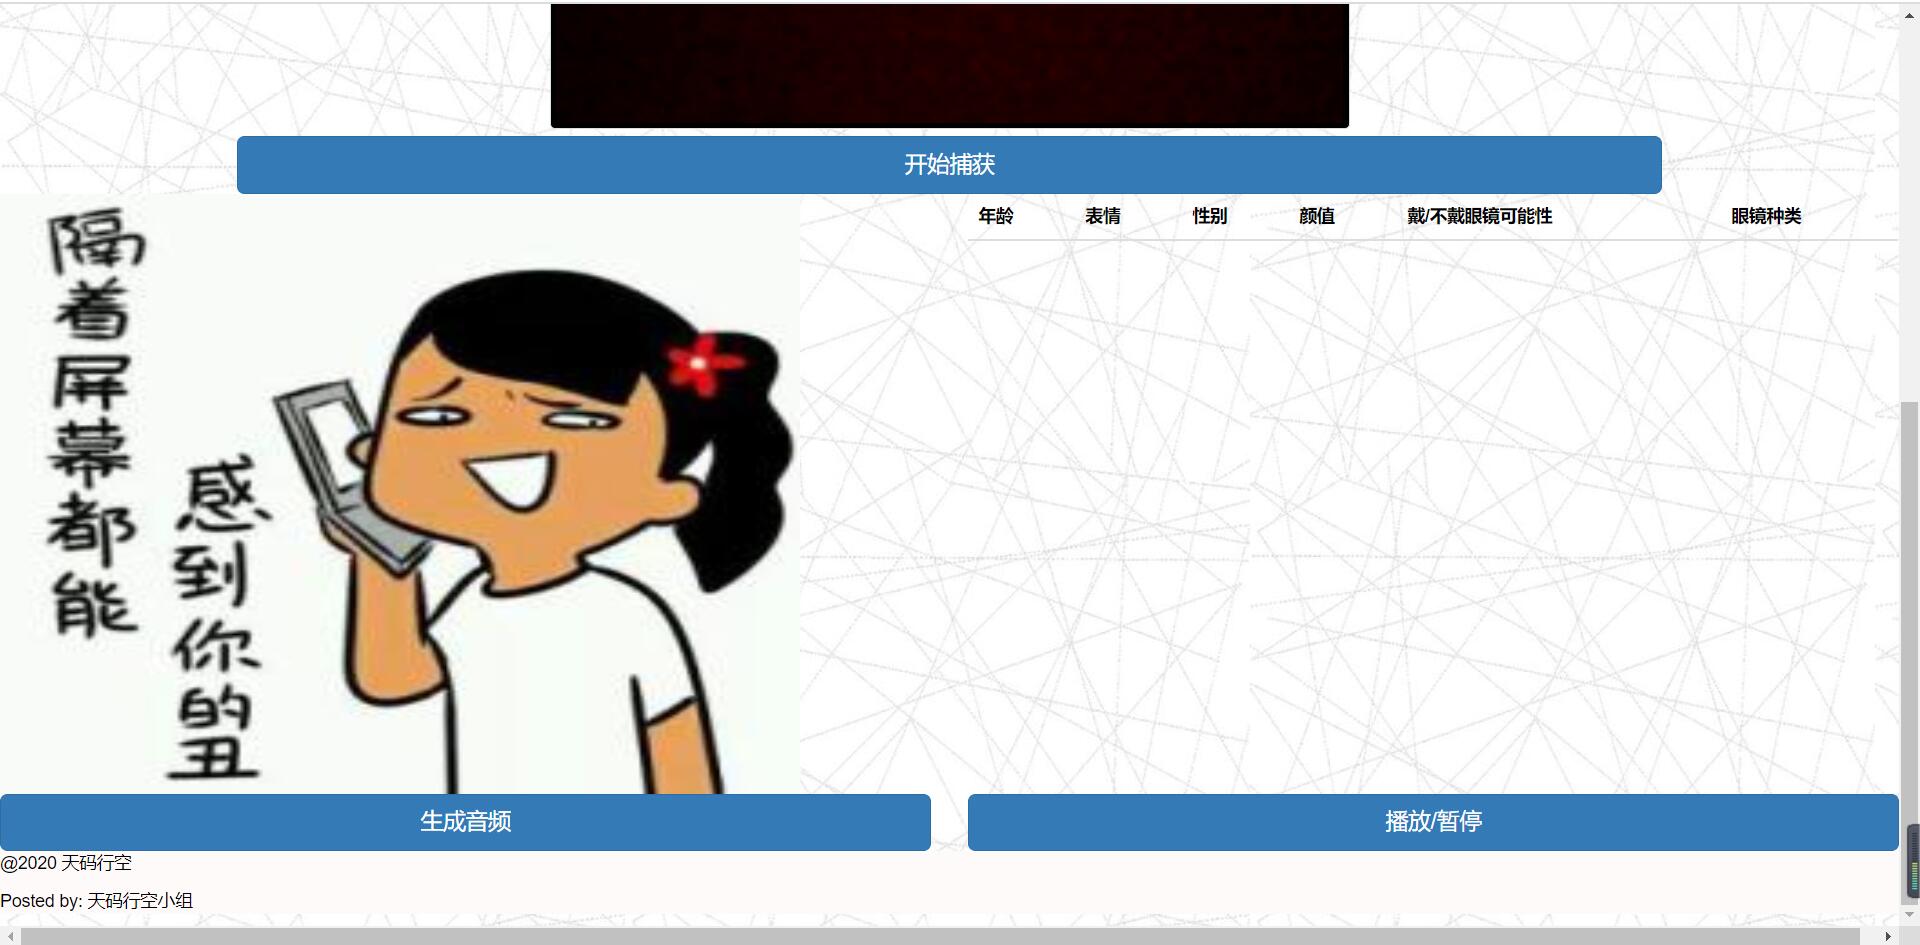 开始捕获
隔着屏幕都能
感到你的丑
年龄 表情 性别 颜值 戴/不戴眼镜可能性 眼镜种类
生成音频
播放/暂停
@2020 天码行空
Posted by: 天码行空小组